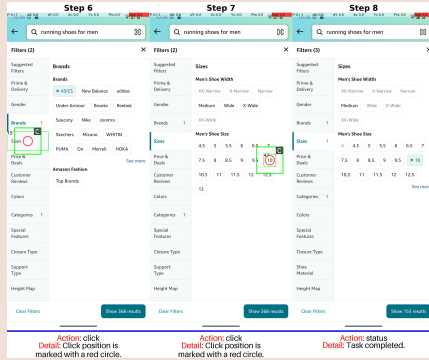 Step 6
running shoes for men
Filters (2)
Suggested
Filters
Prime &
Delivery
Gender
Brands 1
Sizes
Price &
Deals
Customer
Reviews
Colors
Categories 1
Special
Features
Closure Type
Support
Type
Height Map
Brands
Brands
ASICS New Balance adidas
Under Armour Brooks Reebok
Saucony Nike Joomra
Skechers Mizuno WHITIN
PUMA On Merrell HOKA
See more
Amazon Fashion
Top Brands
Clear Filters
Show 368 results
Action: click
Detail: Click position is
marked with a red circle.
Step 7
running shoes for men
Filters (2)
Suggested
Filters
Prime &
Delivery
Gender
Brands 1
Sizes
Price &
Deals
Customer
Reviews
Colors
Categories 1
Special
Features
Closure Type
Support
Type
Height Map
Sizes
Men's Shoe Width
XX-Narrow X-Narrow Narrow
Medium Wide X-Wide
XX-Wide
Men's Shoe Size
4.5 5 5.5 6 6.5 7
7.5 8 8.5 9 9.5 10
10.5 11 11.5 12 12.5
13
Clear Filters
Show 368 results
Action: click
Detail: Click position is
marked with a red circle.
Step 8
running shoes for men
Filters (3)
Suggested
Filters
Prime &
Delivery
Gender
Brands 1
Sizes
Price &
Deals
Customer
Reviews
Categories 1
Colors
Special
Features
Closure Type
Shoe
Material
Height Map
Sizes
Men's Shoe Width
XX-Narrow X-Narrow Narrow
Medium Wide X-Wide
XX-Wide
Men's Shoe Size
4 4.5 5 5.5 6 6.5 7
7.5 8 8.5 9 9.5 10
10.5 11 11.5 12 12.5
See more
Clear Filters
Show 153 results
Action: status
Detail: Task completed.